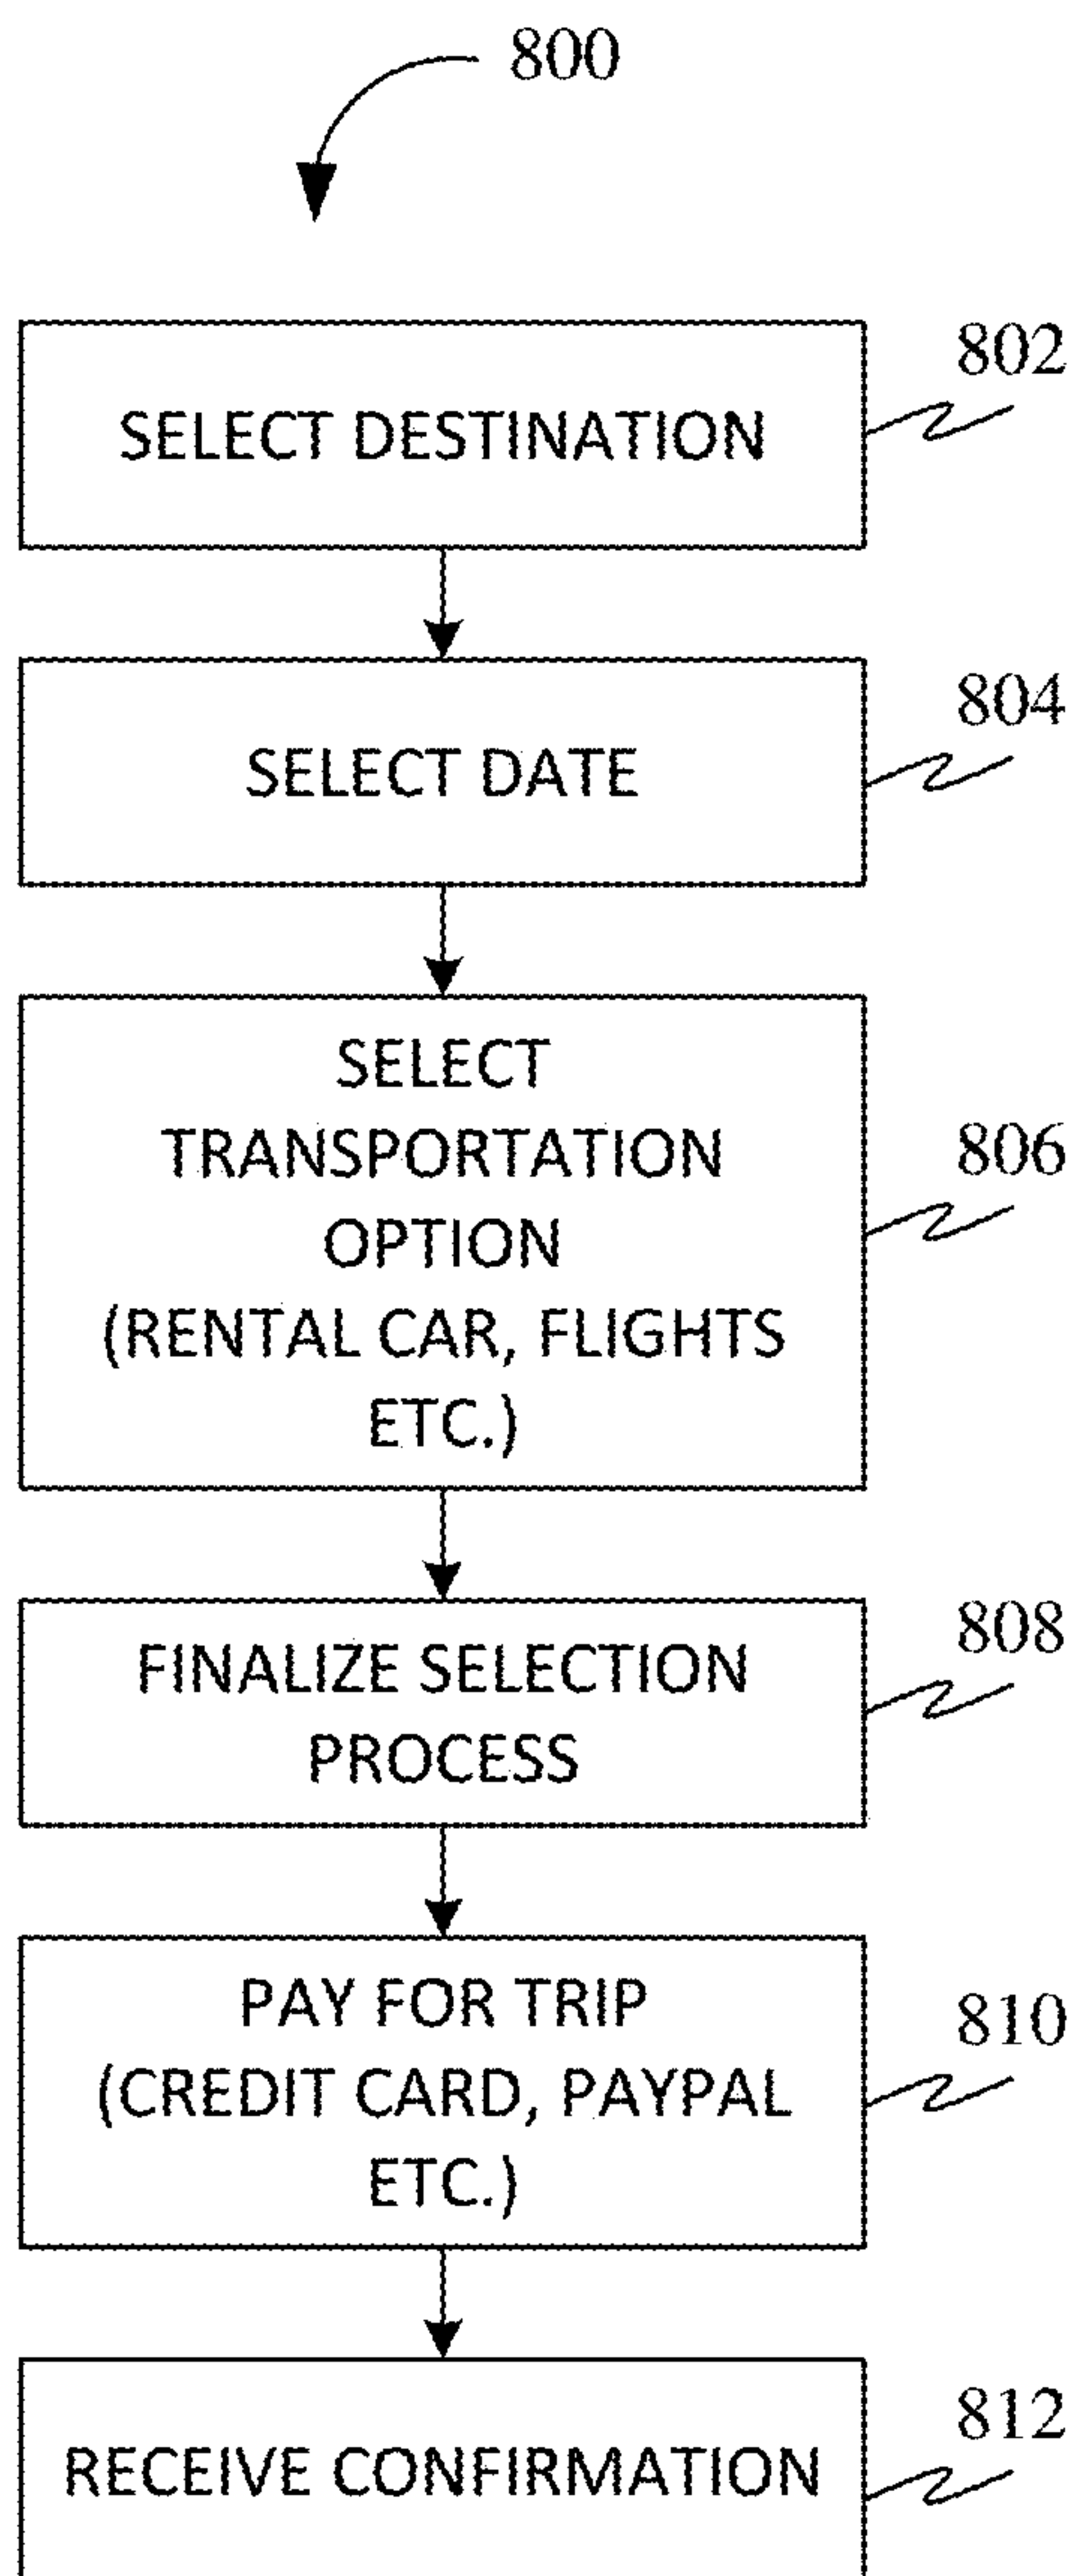 800
802
SELECT DESTINATION
804
SELECT DATE
SELECT
TRANSPORTATION
806
OPTION
(RENTAL CAR, FLIGHTS
ETC.)
808
FINALIZE SELECTION
PROCESS
PAY FOR TRIP
810
(CREDIT CARD, PAYPAL
ETC.)
812
RECEIVE CONFIRMATION